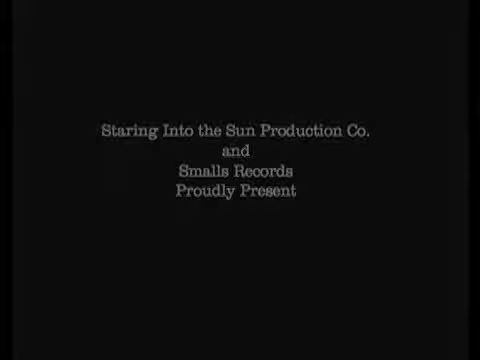 Staring Into the Sun Production Co.
and
Smalls Records
Proudly Present